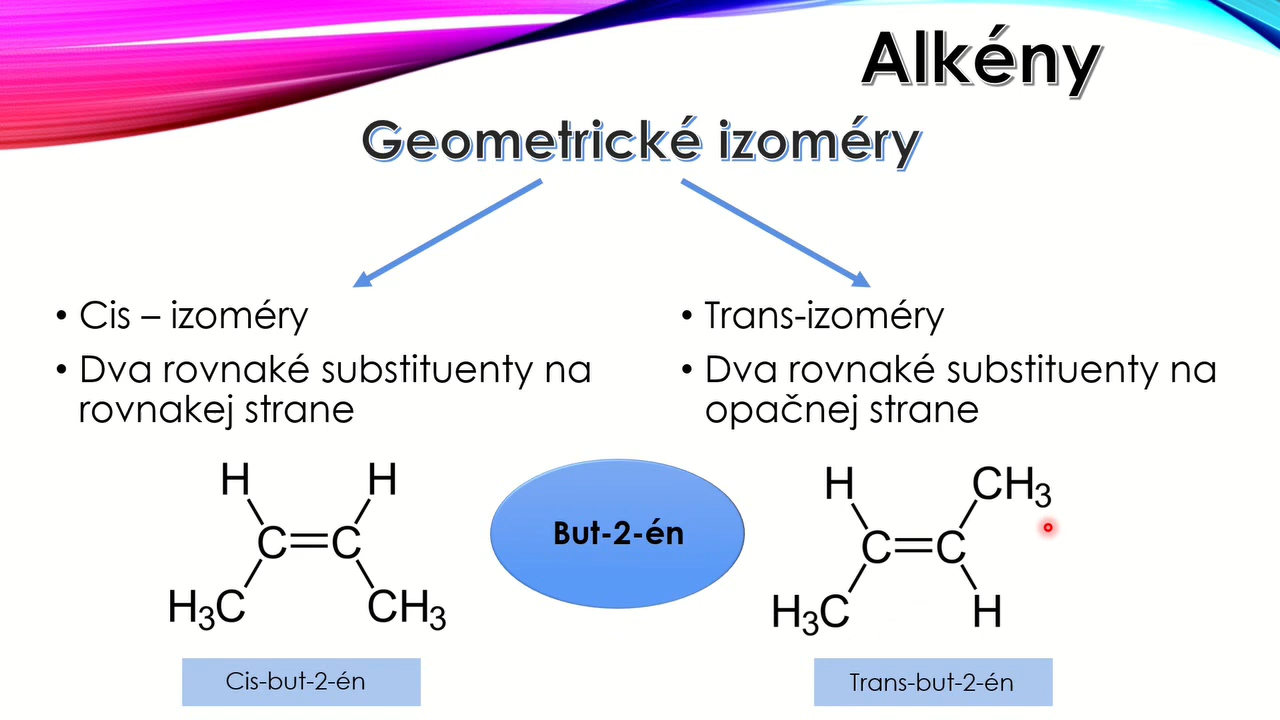 Alkény
Geometrické izoméry
• Cis – izoméry
• Dva rovnaké substituenty na
rovnakej strane
• Trans-izoméry
• Dva rovnaké substituenty na
opačnej strane
H H
C=C
H₃C CH₃
Cis-but-2-én
But-2-én
H CH₃
C=C
H₃C H
Trans-but-2-én